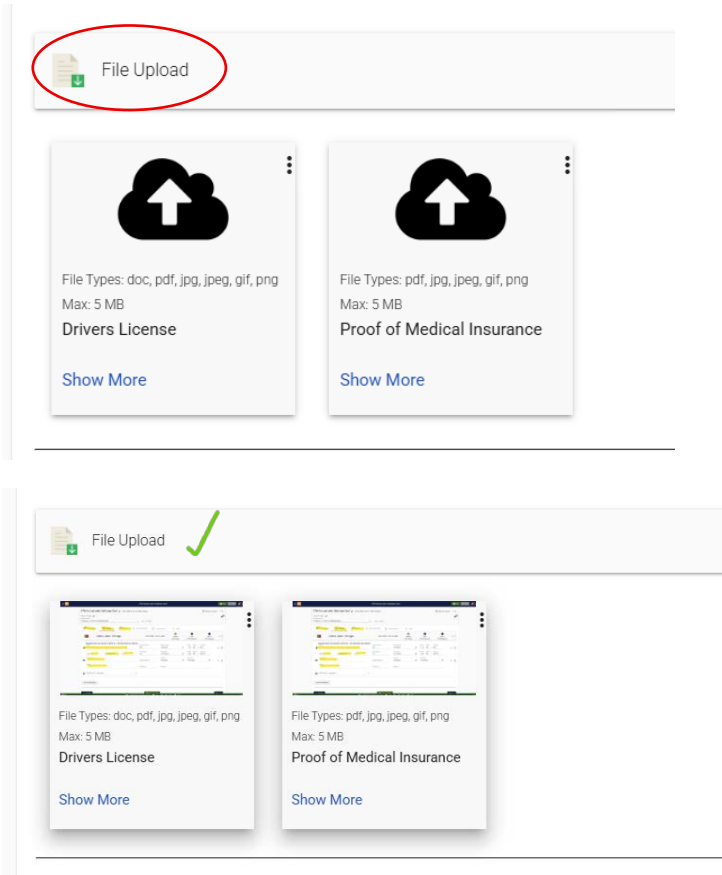 File Upload
File Types: doc, pdf, jpg, jpeg, gif, png
Max: 5 MB
Drivers License
Show More
File Types: pdf, jpg, jpeg, gif, png
Max: 5 MB
Proof of Medical Insurance
Show More
File Upload
File Types: doc, pdf, jpg, jpeg, gif, png
Max: 5 MB
Drivers License
Show More
File Types: pdf, jpg, jpeg, gif, png
Max: 5 MB
Proof of Medical Insurance
Show More